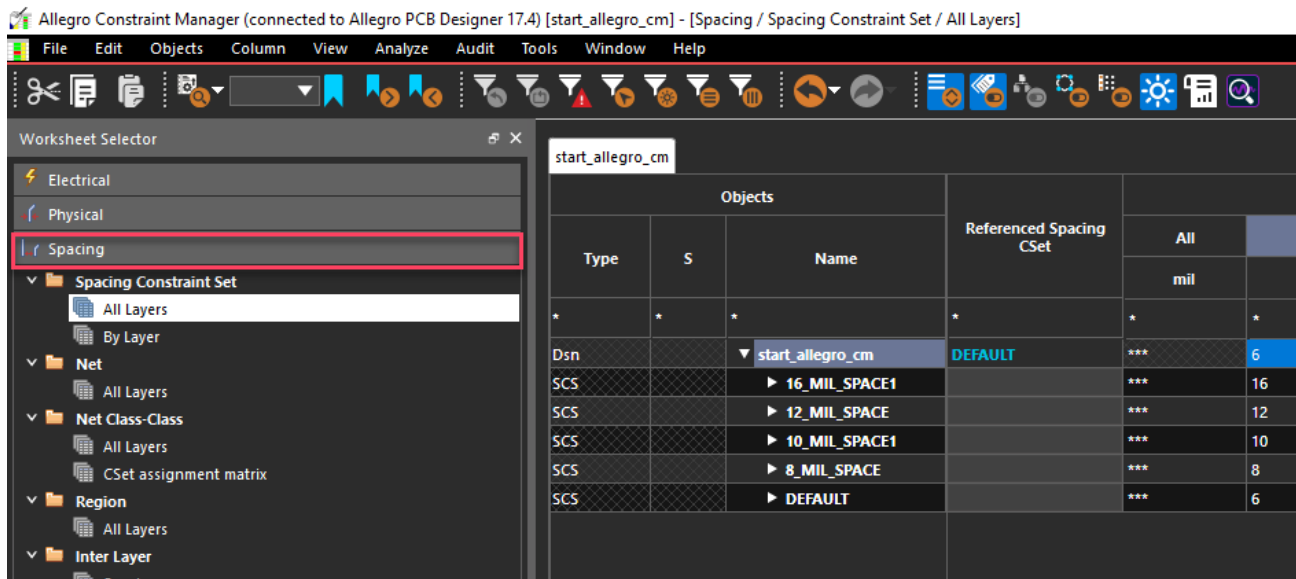 Allegro Constraint Manager (connected to Allegro PCB Designer 17.4) [start_allegro_cm] - [Spacing / Spacing Constraint Set / All Layers]
File Edit Objects Column View Analyze Audit Tools Window Help
Worksheet Selector
Electrical
Physical
Spacing
Spacing Constraint Set
All Layers
By Layer
Net
All Layers
Net Class-Class
All Layers
CSet assignment matrix
Region
All Layers
Inter Layer
start_allegro_cm
Objects
Referenced Spacing
CSet
All
Type S Name
mil
* * * * * *
Dsn start_allegro_cm DEFAULT *** 6
SCS 16_MIL_SPACE1 *** 16
SCS 12_MIL_SPACE *** 12
SCS 10_MIL_SPACE1 *** 10
SCS 8_MIL_SPACE *** 8
SCS DEFAULT *** 6